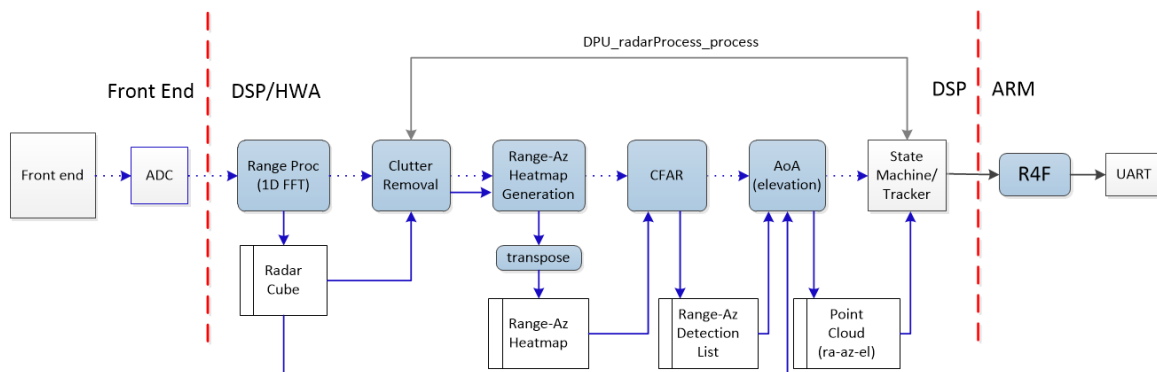 DPU_radarProcess_process
Front End
DSP/HWA
DSP
ARM
Front end
ADC
Range Proc
(1D FFT)
Clutter
Removal
Range-Az
Heatmap
Generation
CFAR
AoA
(elevation)
State
Machine/
Tracker
R4F
UART
transpose
Radar
Cube
Range-Az
Heatmap
Range-Az
Detection
List
Point
Cloud
(ra-az-el)